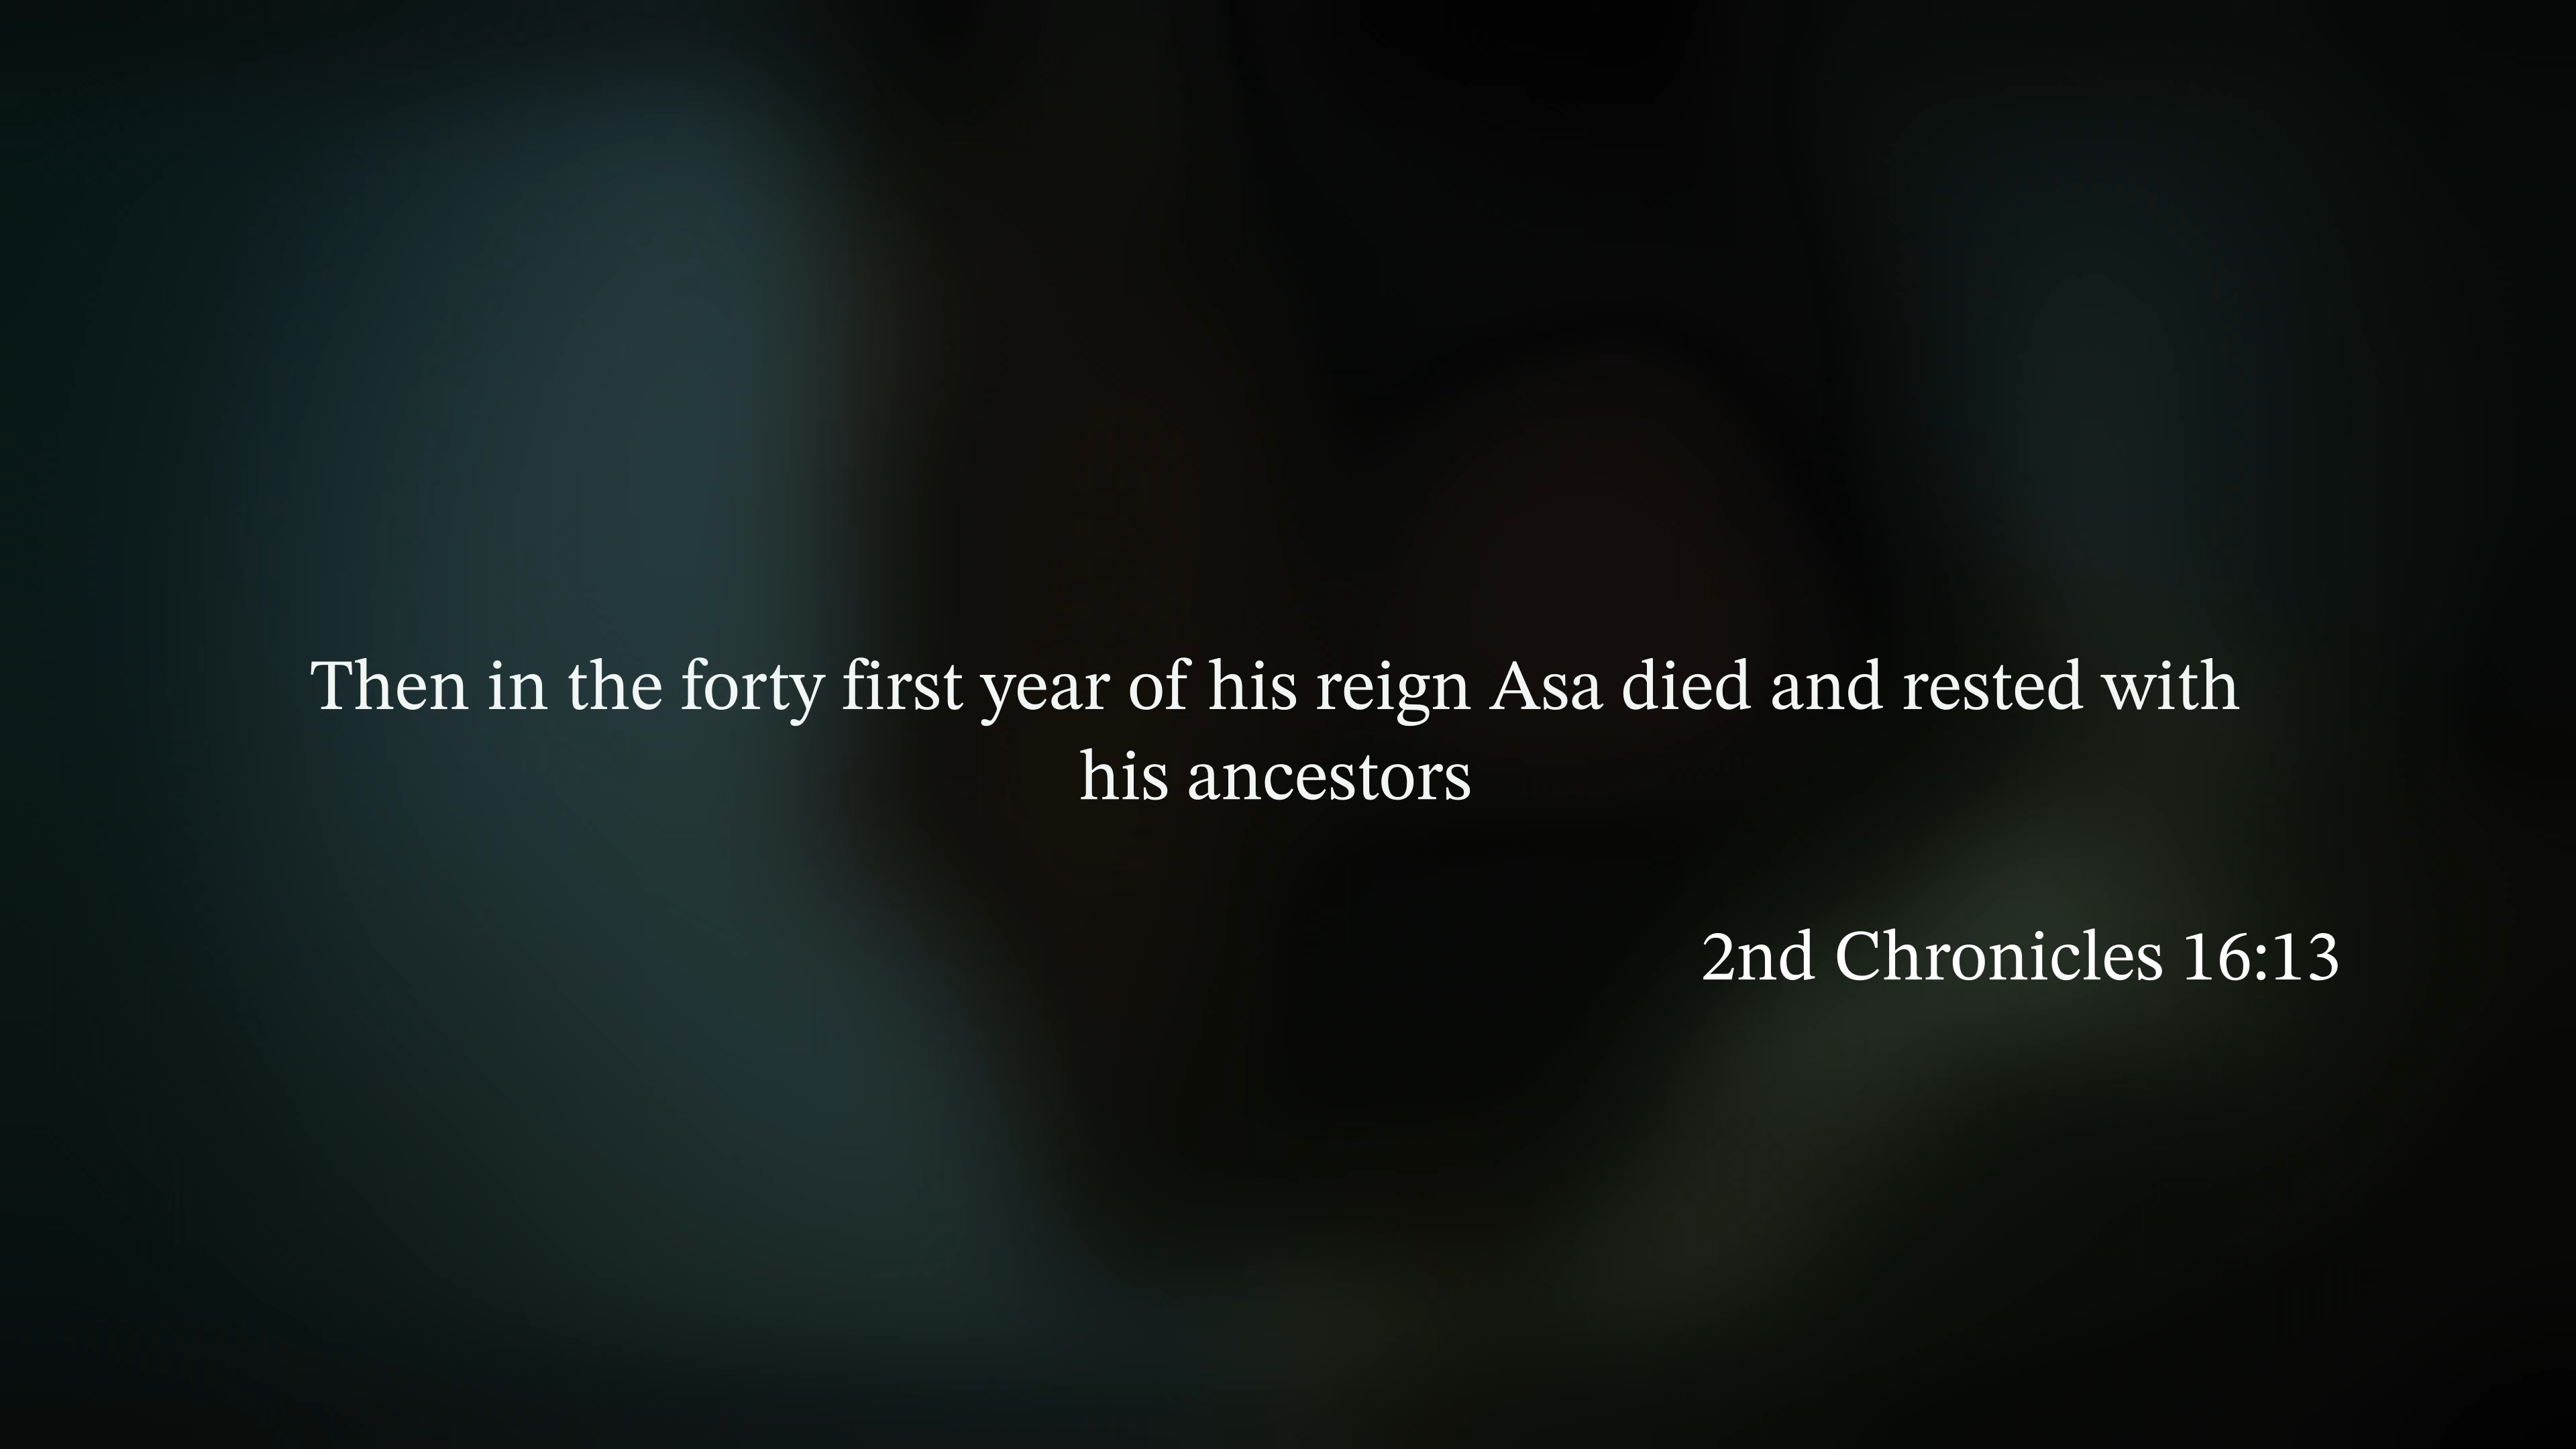 Then in the forty first year of his reign Asa died and rested with
his ancestors
2nd Chronicles 16:13